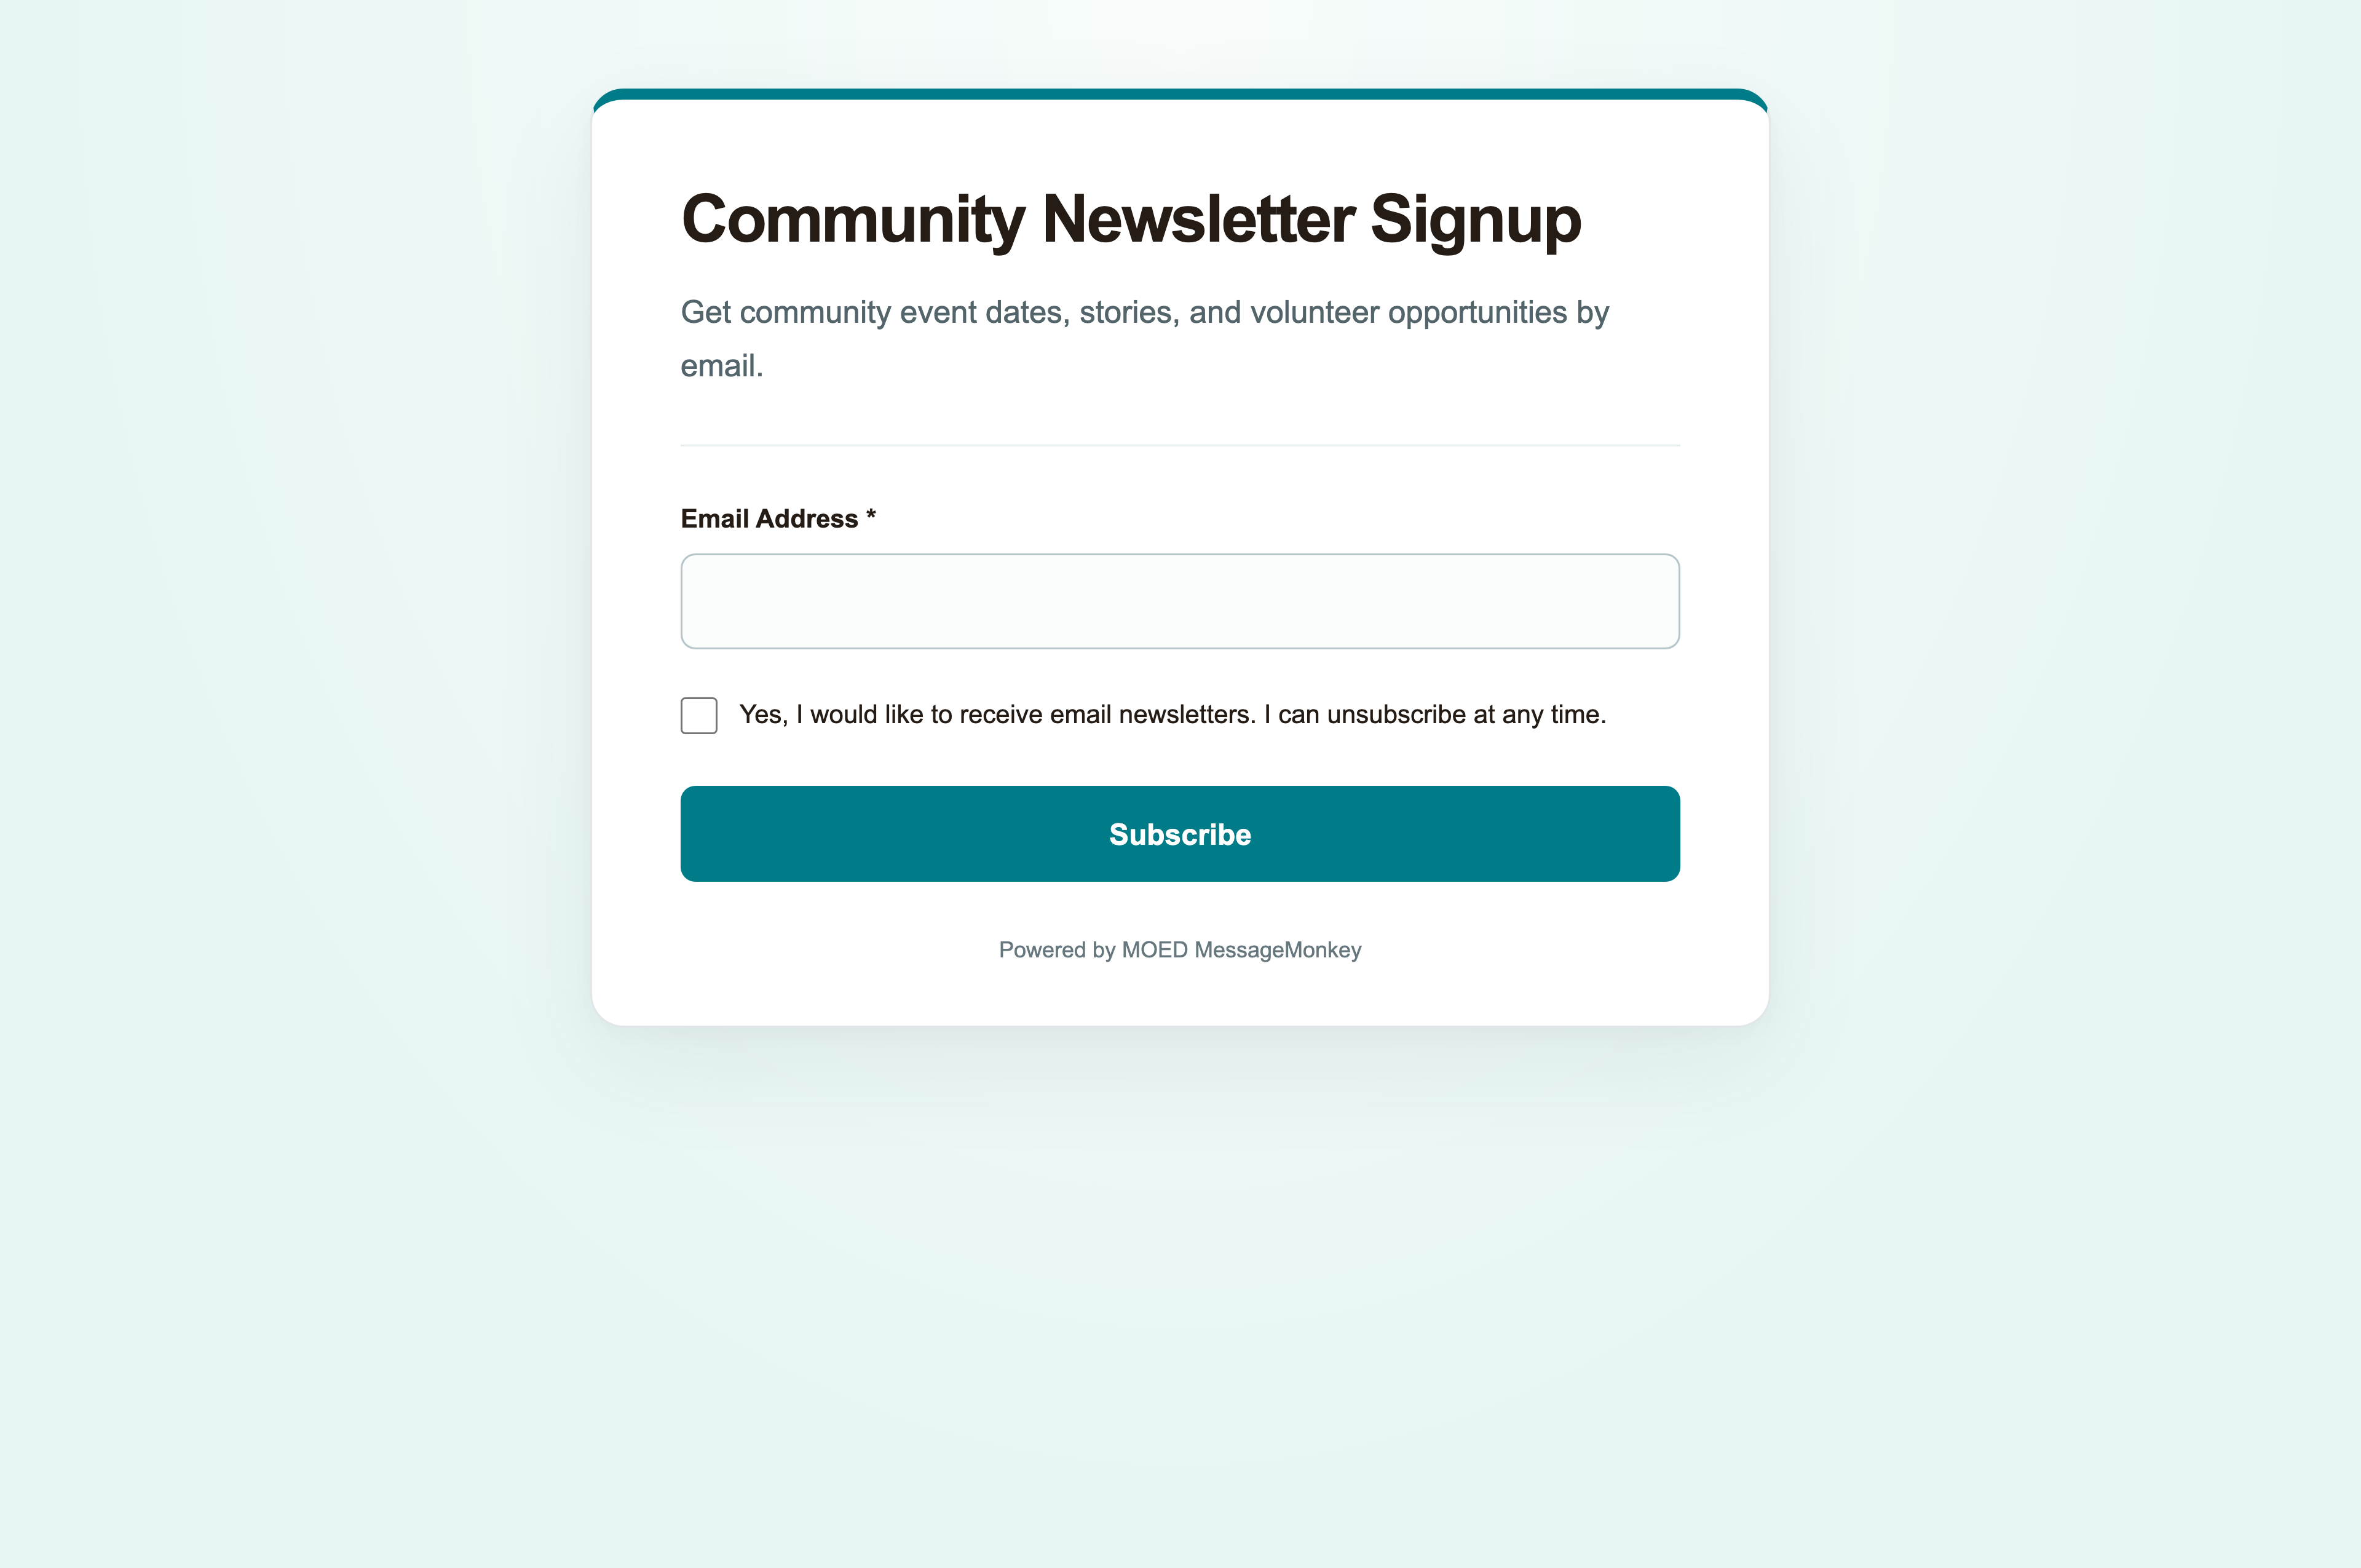 Community Newsletter Signup
Get community event dates, stories, and volunteer opportunities by
email.
Email Address *
Yes, I would like to receive email newsletters. I can unsubscribe at any time.
Subscribe
Powered by MOED MessageMonkey